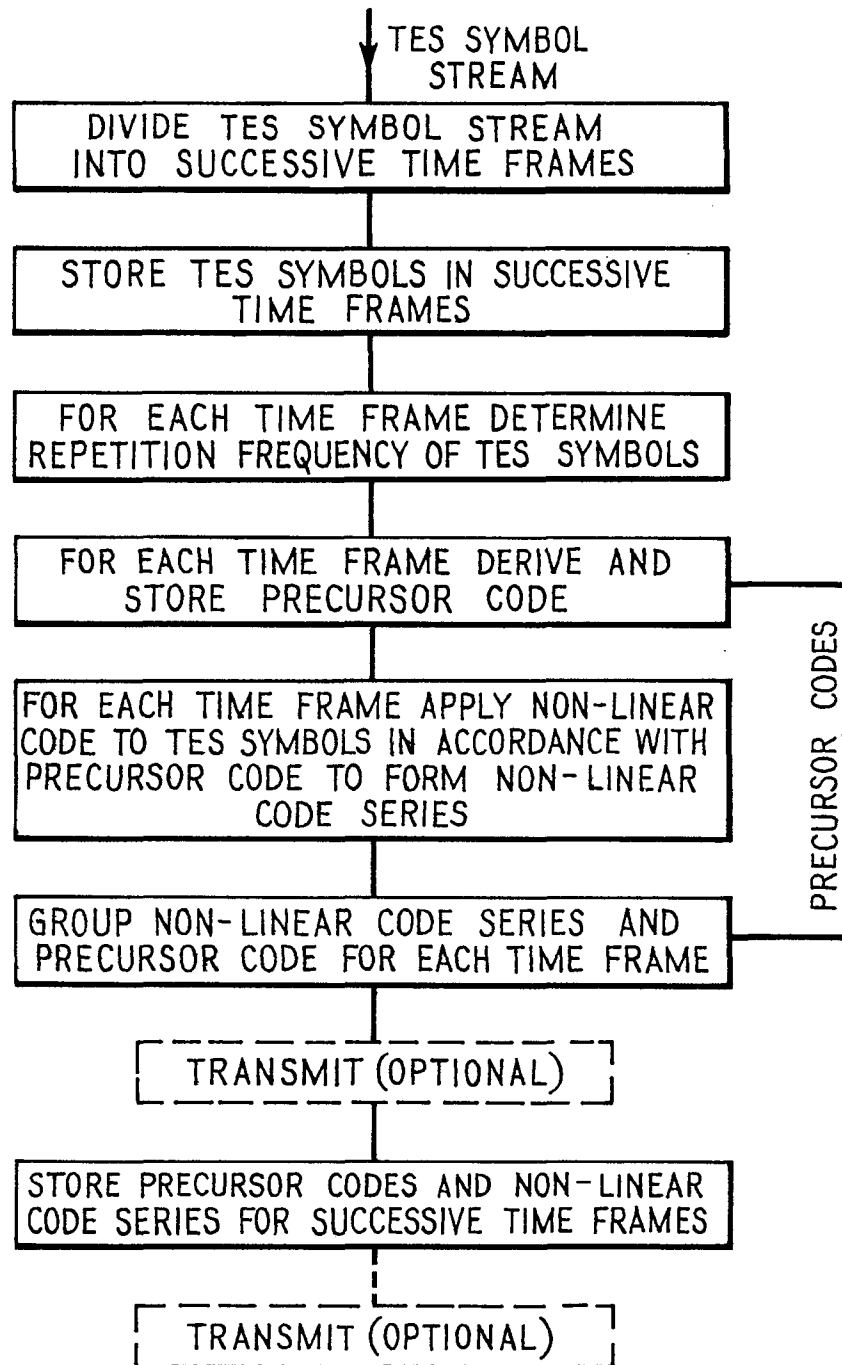 TES SYMBOL
STREAM
DIVIDE TES SYMBOL STREAM
INTO SUCCESSIVE TIME FRAMES
STORE TES SYMBOLS IN SUCCESSIVE
TIME FRAMES
FOR EACH TIME FRAME DETERMINE
REPETITION FREQUENCY OF TES SYMBOLS
FOR EACH TIME FRAME DERIVE AND
STORE PRECURSOR CODE
PRECURSOR CODES
FOR EACH TIME FRAME APPLY NON-LINEAR
CODE TO TES SYMBOLS IN ACCORDANCE WITH
PRECURSOR CODE TO FORM NON-LINEAR
CODE SERIES
GROUP NON-LINEAR CODE SERIES AND
PRECURSOR CODE FOR EACH TIME FRAME
TRANSMIT (OPTIONAL)
STORE PRECURSOR CODES AND NON-LINEAR
CODE SERIES FOR SUCCESSIVE TIME FRAMES
TRANSMIT (OPTIONAL)